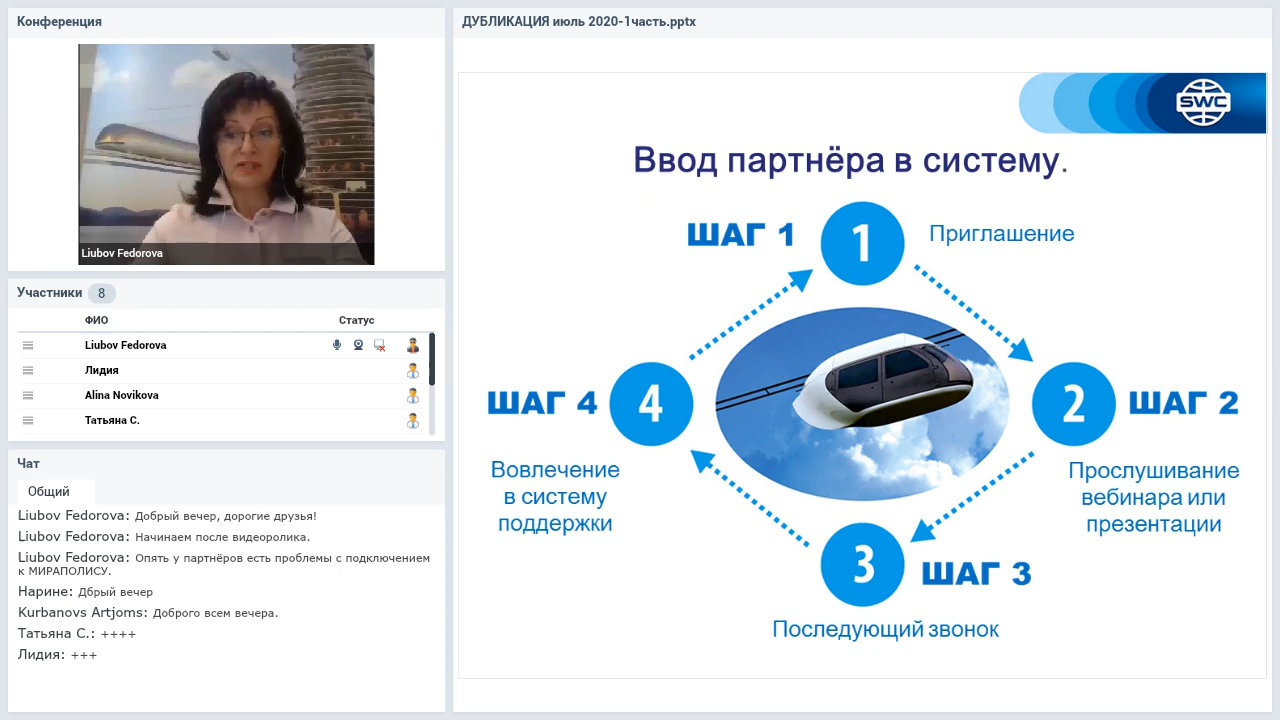 Конференция
Liubov Fedorova
Участники 8
ФИО Статус
Liubov Fedorova
Лидия
Alina Novikova
Татьяна С.
Чат
Общий
Liubov Fedorova: Добрый вечер, дорогие друзья!
Liubov Fedorova: Начинаем после видеоролика.
Liubov Fedorova: Опять у партнёров есть проблемы с подключением
к МИРАПОЛИСУ.
Нарине: Дбрый вечер
Kurbanovs Artjoms: Доброго всем вечера.
Татьяна С.: ++++
Лидия: +++
ДУБЛИКАЦИЯ июль 2020-1часть.pptx
SWC
Ввод партнёра в систему.
ШАГ 1
1
Приглашение
ШАГ 4
4
2
ШАГ 2
Вовлечение
в систему
поддержки
Прослушивание
вебинара или
презентации
3
ШАГ 3
Последующий звонок